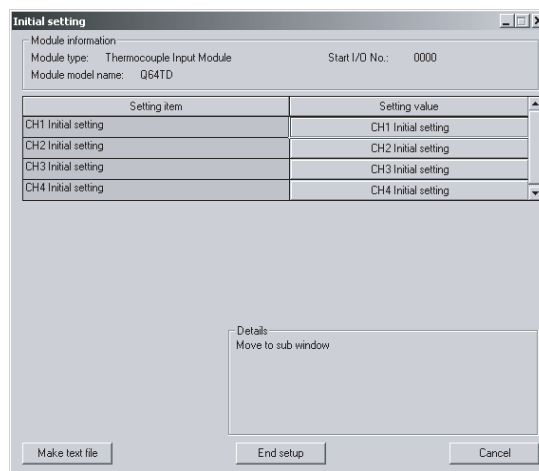 Initial setting
Module information
Module type: Thermocouple Input Module Start I/O No.: 0000
Module model name: Q64TD
Setting item Setting value
CH1 Initial setting CH1 Initial setting
CH2 Initial setting CH2 Initial setting
CH3 Initial setting CH3 Initial setting
CH4 Initial setting CH4 Initial setting
Details
Move to sub window
Make text file End setup Cancel